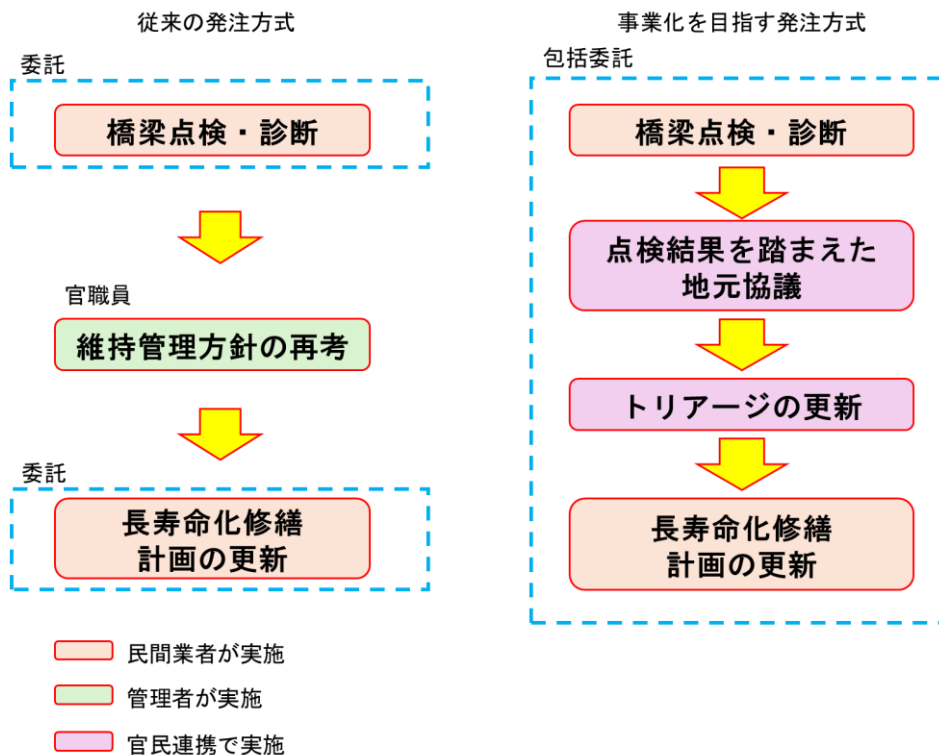 従来の発注方式
委託
橋梁点検・診断
官職員
維持管理方針の再考
委託
長寿命化修繕
計画の更新
事業化を目指す発注方式
包括委託
橋梁点検・診断
点検結果を踏まえた
地元協議
トリアージの更新
長寿命化修繕
計画の更新
民間業者が実施
管理者が実施
官民連携で実施